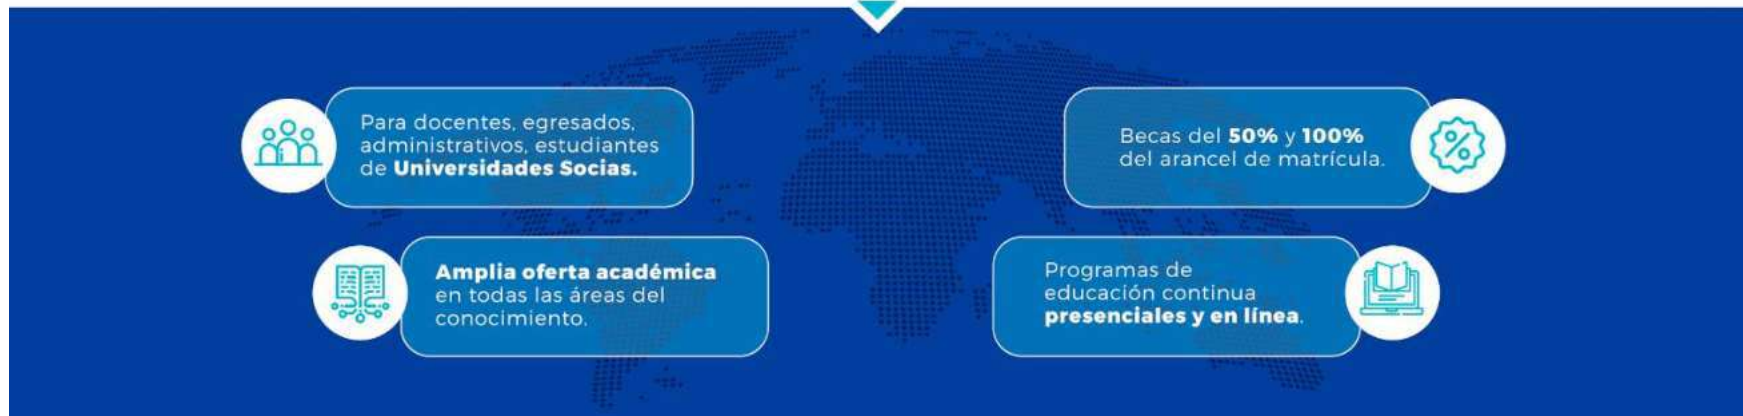 Para docentes, egresados,
administrativos, estudiantes
de Universidades Socias.
Becas del 50% y 100%
del arancel de matrícula.
Amplia oferta académica
en todas las áreas del
conocimiento.
Programas de
educación continua
presenciales y en línea.